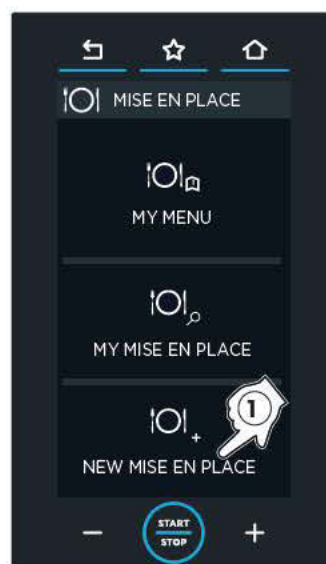 MISE EN PLACE
MY MENU
MY MISE EN PLACE
1
NEW MISE EN PLACE
START
STOP